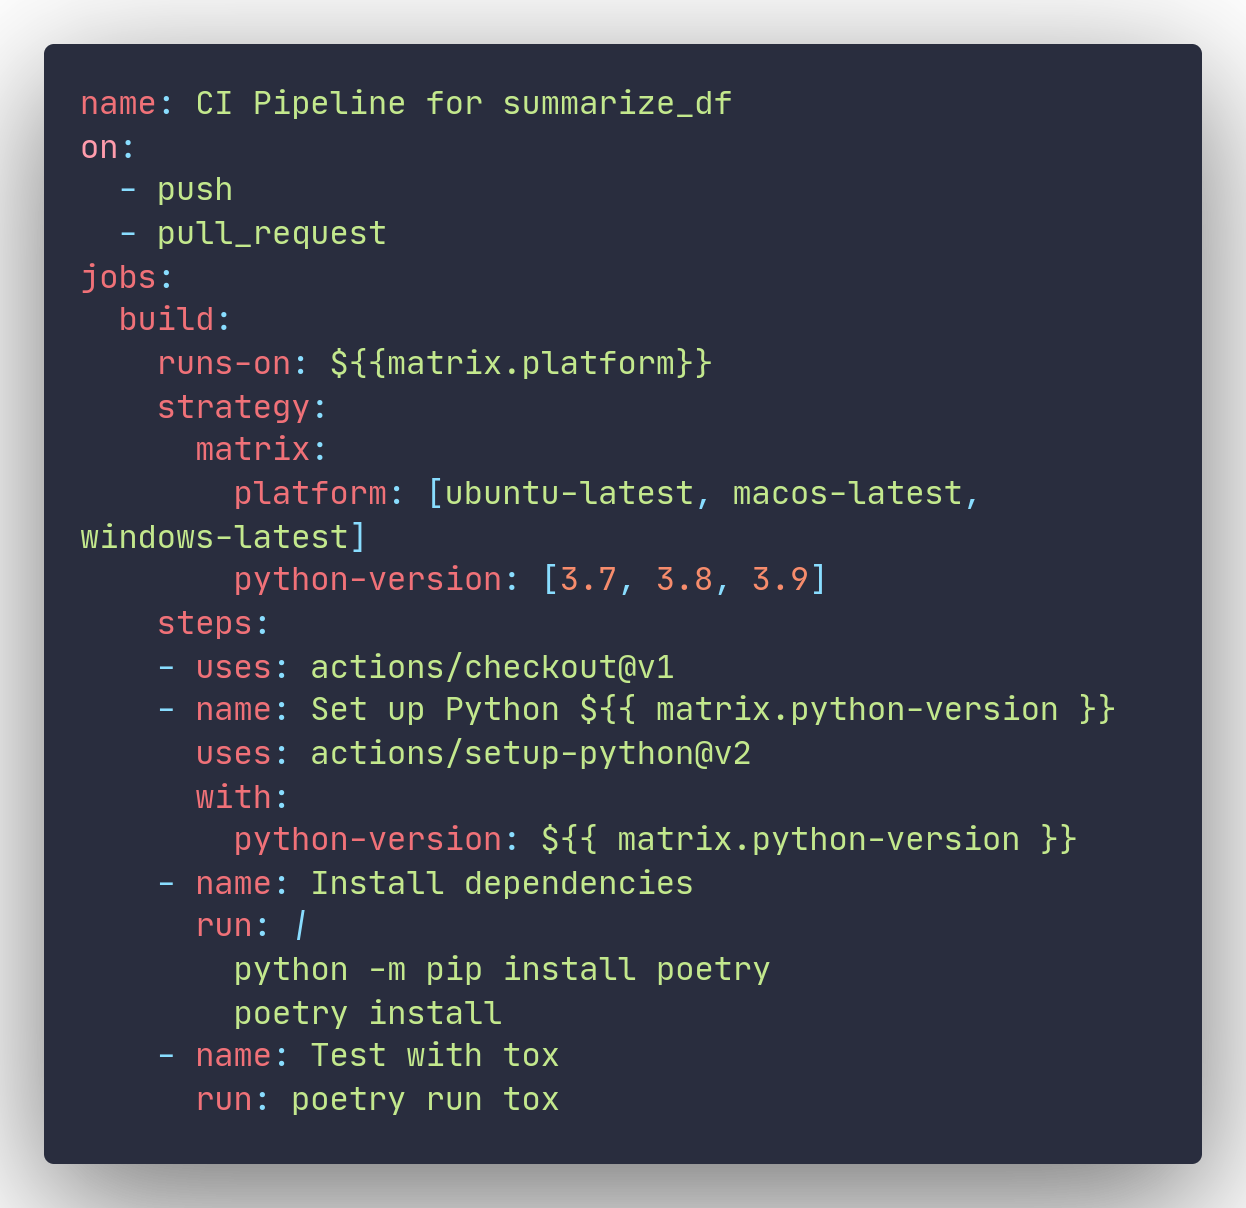 name: CI Pipeline for summarize_df
on:
  - push
  - pull_request
jobs:
  build:
    runs-on: ${{matrix.platform}}
    strategy:
      matrix:
        platform: [ubuntu-latest, macos-latest,
windows-latest]
        python-version: [3.7, 3.8, 3.9]
    steps:
    - uses: actions/checkout@v1
    - name: Set up Python ${{ matrix.python-version }}
      uses: actions/setup-python@v2
      with:
        python-version: ${{ matrix.python-version }}
    - name: Install dependencies
      run: |
        python -m pip install poetry
        poetry install
    - name: Test with tox
      run: poetry run tox